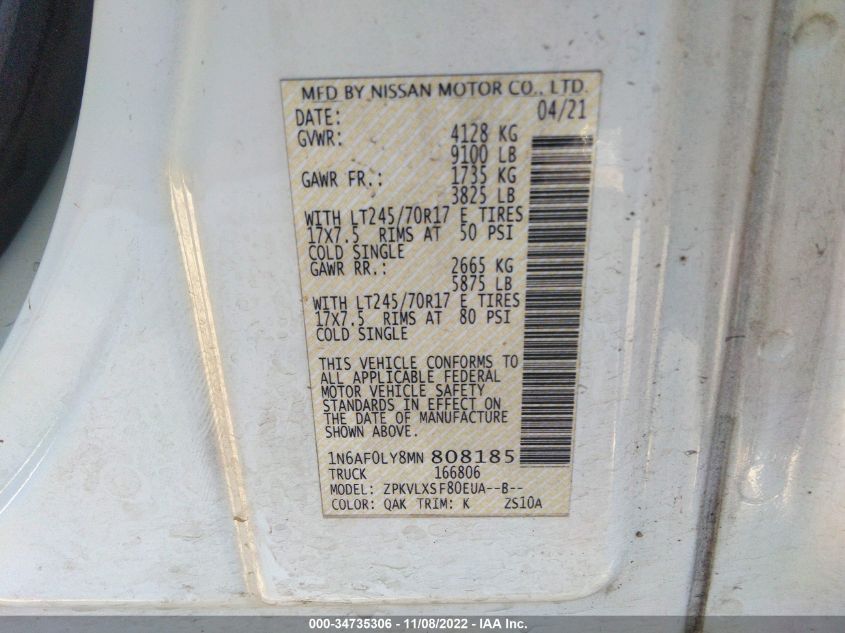 MFD BY NISSAN MOTOR CO., LTD.
DATE: 04/21
GVWR: 4128 KG
9100 LB
GAWR FR.: 1735 KG
3825 LB
WITH LT245/70R17 E TIRES
17X7.5 RIMS AT 50 PSI
COLD SINGLE
GAWR RR.: 2665 KG
5875 LB
WITH LT245/70R17 E TIRES
17X7.5 RIMS AT 80 PSI
COLD SINGLE
THIS VEHICLE CONFORMS TO
ALL APPLICABLE FEDERAL
MOTOR VEHICLE SAFETY
STANDARDS IN EFFECT ON
THE DATE OF MANUFACTURE
SHOWN ABOVE.
1N6AF0LY8MN 808185
TRUCK 166806
MODEL: ZPKVLXSF80EUA--B--
COLOR: QAK TRIM: K ZS10A
000-34735306 - 11/08/2022 - IAA Inc.